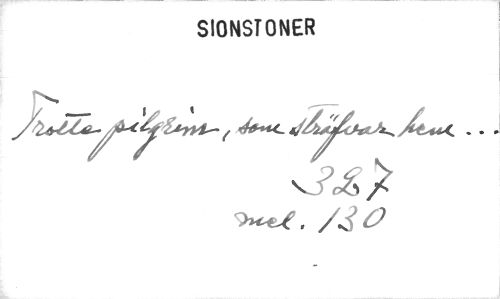 SIONSTONER
Trötta pilgrim, som sträfvar hem ...
327
mel. 130